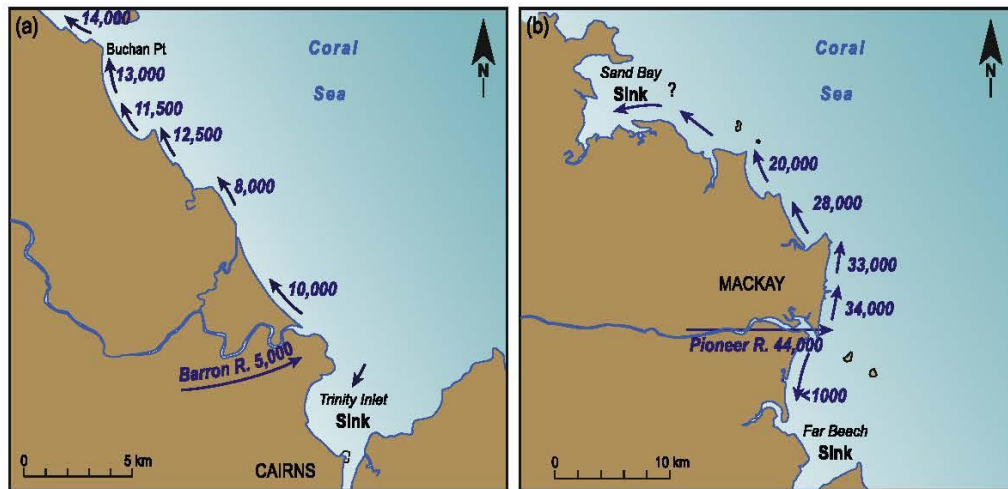 (a)
14,000
Buchan Pt
13,000
11,500
12,500
8,000
10,000
Barron R. 5,000
Coral
Sea
N
Trinity Inlet
Sink
CAIRNS
0 5 km
(b)
Sand Bay
Sink
?
Coral
Sea
N
20,000
28,000
33,000
MACKAY
34,000
Pioneer R. 44,000
<1000
Far Beach
Sink
0 10 km